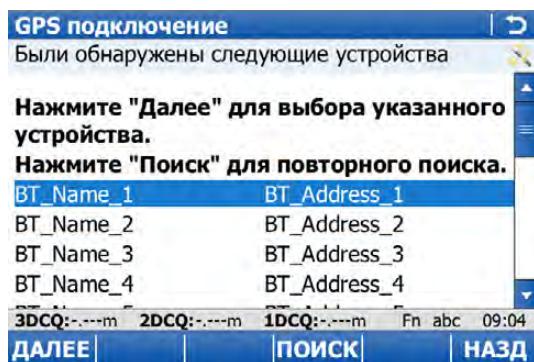 GPS подключение
Были обнаружены следующие устройства
Нажмите "Далее" для выбора указанного
устройства.
Нажмите "Поиск" для повторного поиска.
BT_Name_1 BT_Address_1
BT_Name_2 BT_Address_2
BT_Name_3 BT_Address_3
BT_Name_4 BT_Address_4
3DCQ:-.---m 2DCQ:-.---m 1DCQ:-.---m Fn abc 09:04
ДАЛЕЕ ПОИСК НАЗД